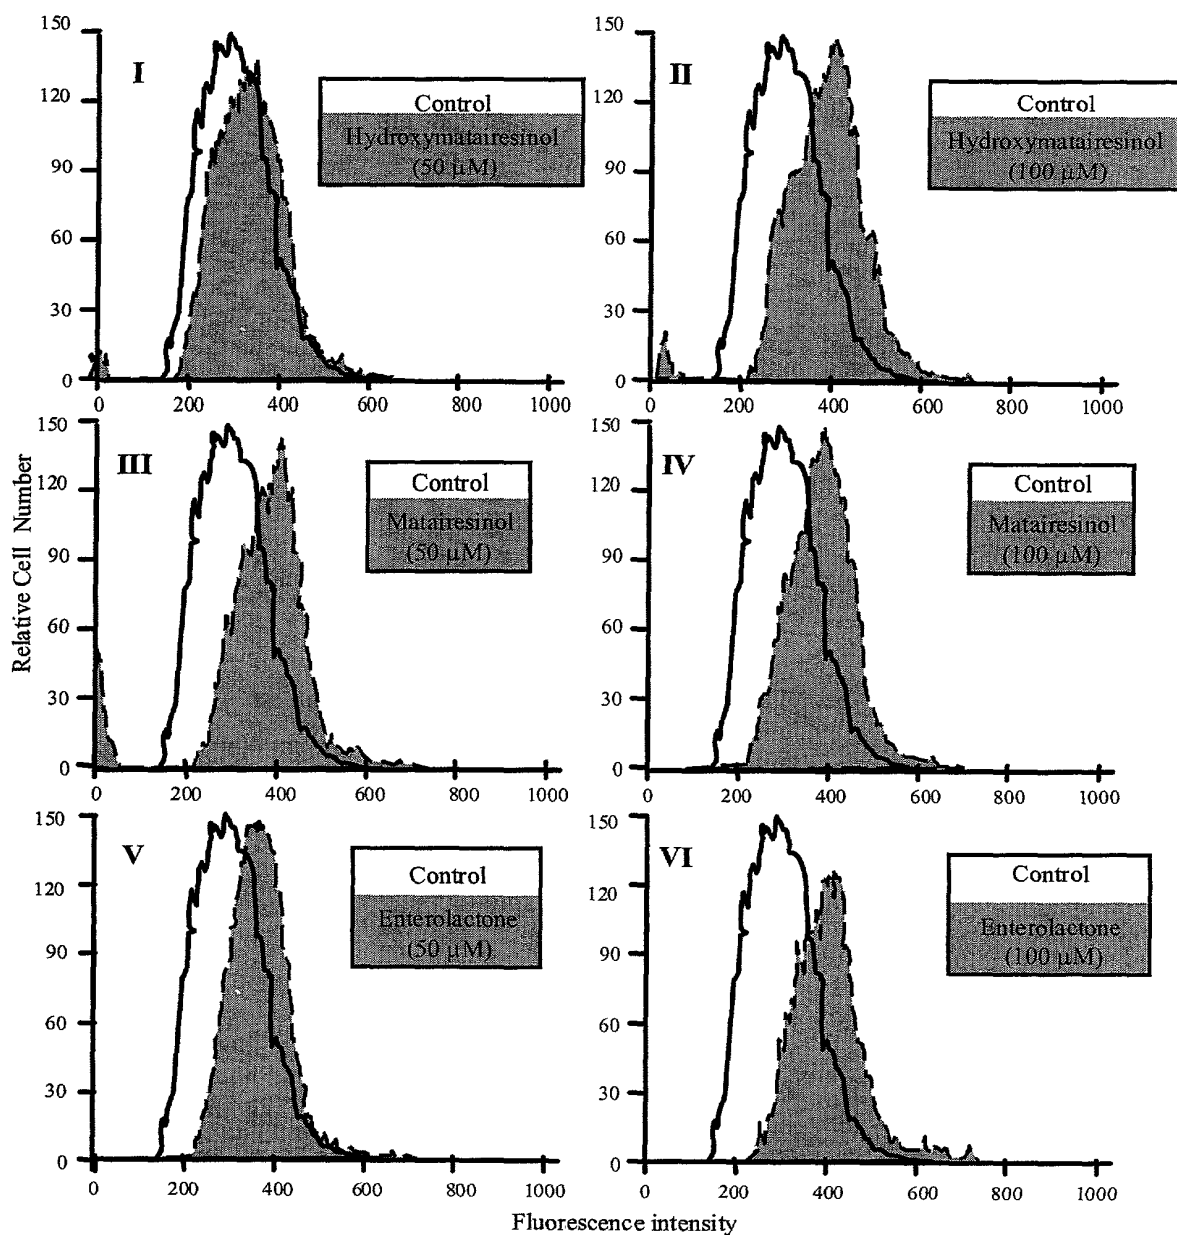 150
120
90
60
30
0
I
Control
Hydroxymatairesinol
(50 µM)
0 200 400 600 800 1000
150
120
90
60
30
0
II
Control
Hydroxymatairesinol
(100 µM)
0 200 400 600 800 1000
Relative Cell Number
150
120
90
60
30
0
III
Control
Matairesinol
(50 µM)
0 200 400 600 800 1000
150
120
90
60
30
0
IV
Control
Matairesinol
(100 µM)
0 200 400 600 800 1000
150
120
90
60
30
0
V
Control
Enterolactone
(50 µM)
0 200 400 600 800 1000
150
120
90
60
30
0
VI
Control
Enterolactone
(100 µM)
0 200 400 600 800 1000
Fluorescence intensity